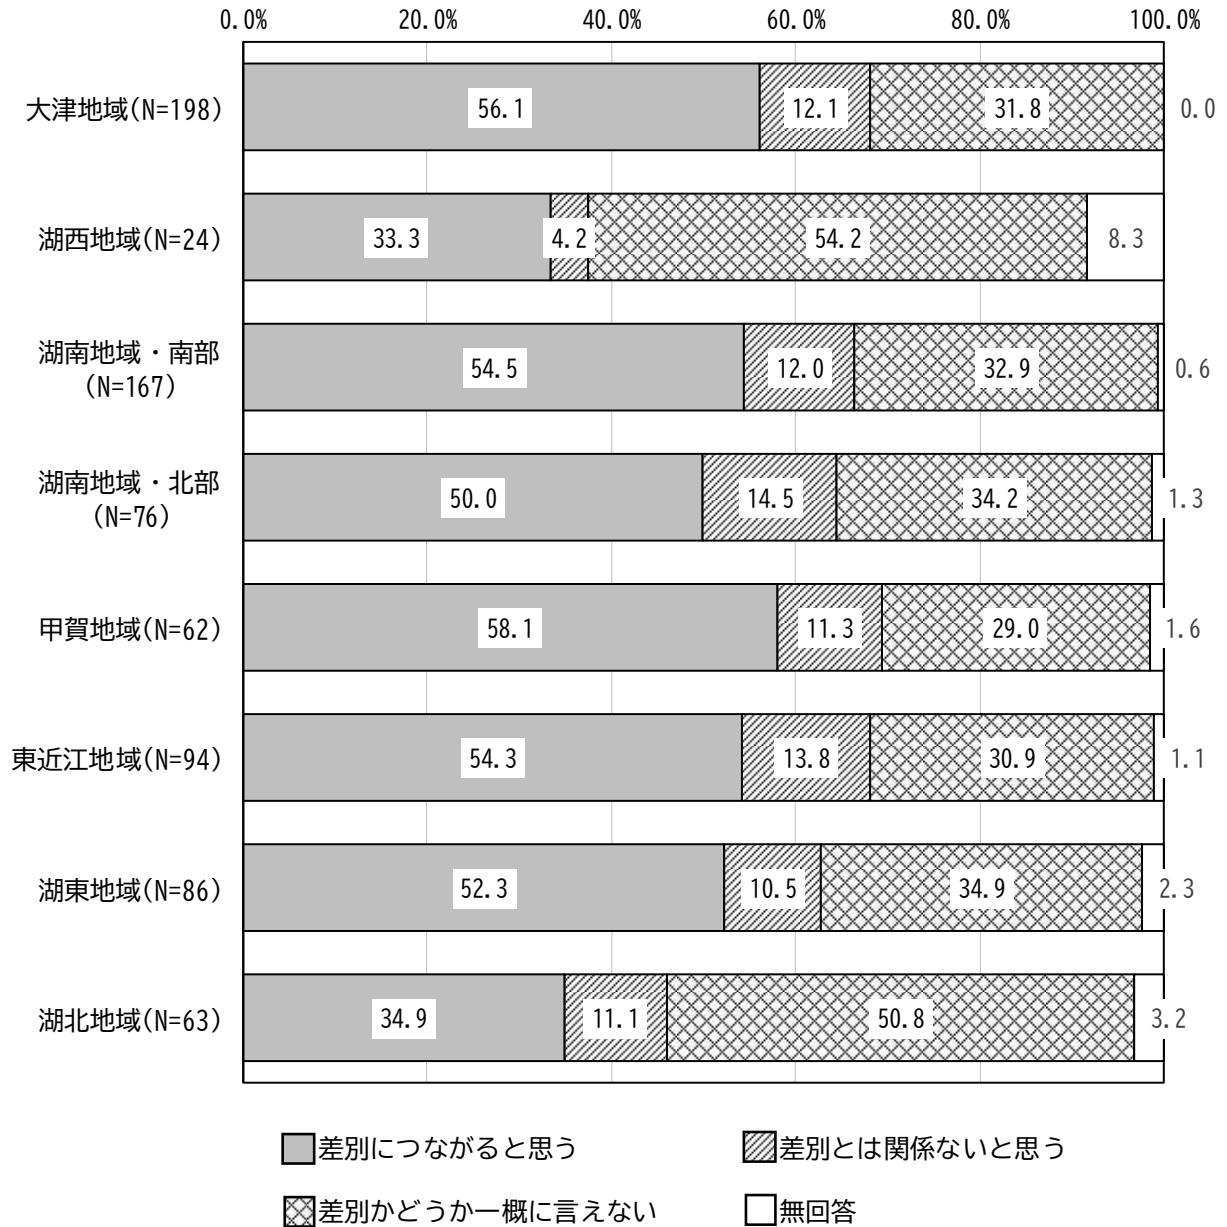 0.0% 20.0% 40.0% 60.0% 80.0% 100.0%
大津地域(N=198) 56.1 12.1 31.8 0.0
湖西地域(N=24) 33.3 4.2 54.2 8.3
湖南地域・南部
(N=167) 54.5 12.0 32.9 0.6
湖南地域・北部
(N=76) 50.0 14.5 34.2 1.3
甲賀地域(N=62) 58.1 11.3 29.0 1.6
東近江地域(N=94) 54.3 13.8 30.9 1.1
湖東地域(N=86) 52.3 10.5 34.9 2.3
湖北地域(N=63) 34.9 11.1 50.8 3.2
差別につながると思う 差別とは関係ないと思う
差別かどうか一概に言えない 無回答